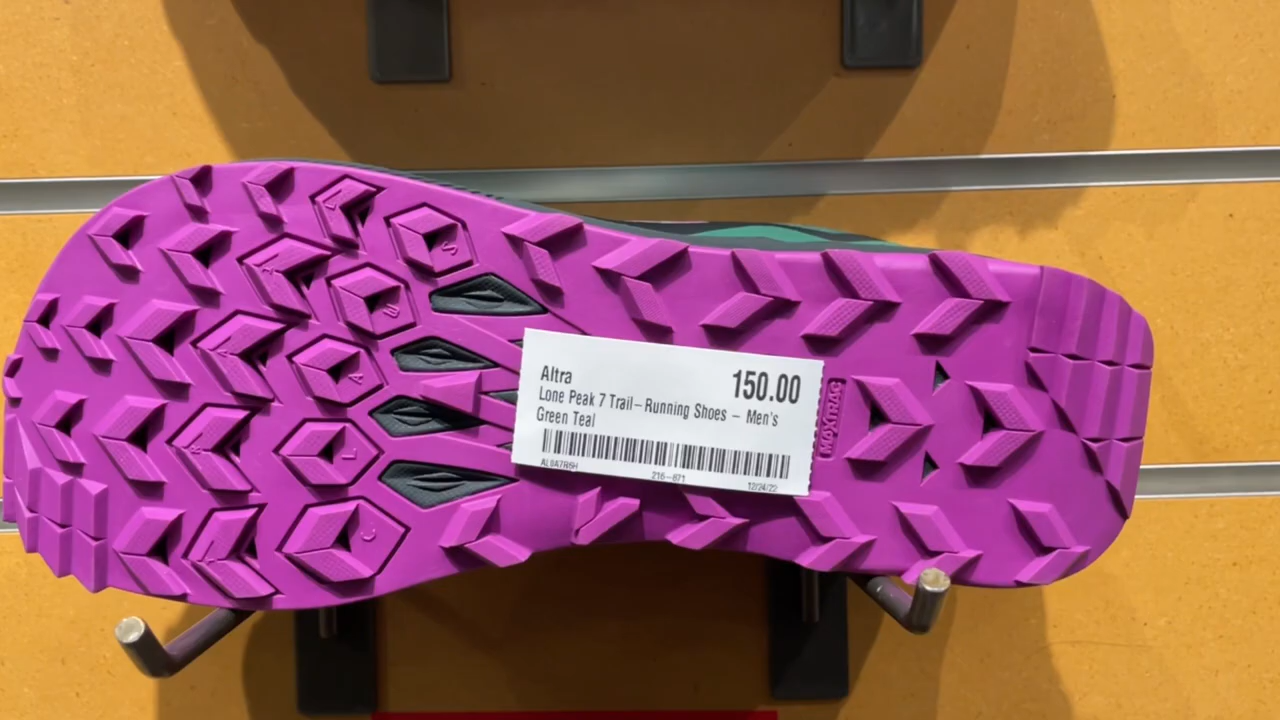 Altra
150.00
Lone Peak 7 Trail-Running Shoes - Men's
Green Teal
216-871
12/24/22
MAXTRAC